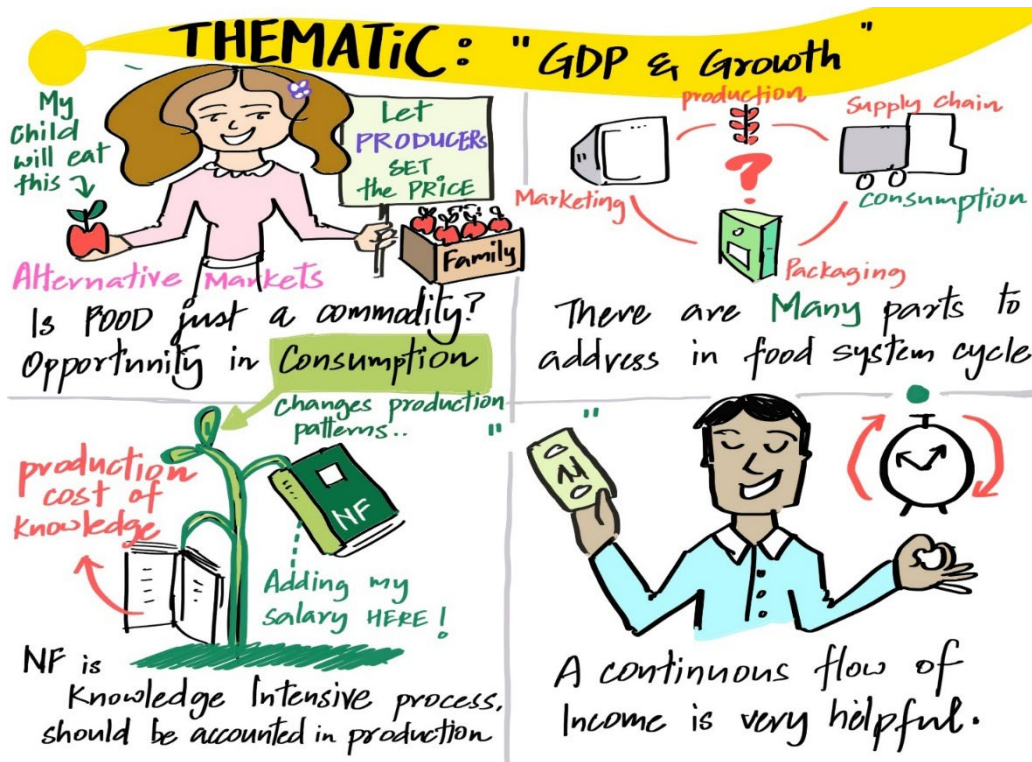 THEMATiC: "GDP & Growth"
My
child
will eat
this
Let
PRODUCERS
SET
the PRICE
Family
Alternative Markets
Is FOOD just a commodity?
Opportunity in Consumption
production
Supply Chain
Marketing
?
consumption
Packaging
There are Many parts to
address in food system cycle
changes production
patterns..
production
cost of
Knowledge
NF
Adding my
salary HERE!
NF is
Knowledge Intensive process,
should be accounted in production
"
"
A continuous flow of
Income is very helpful.